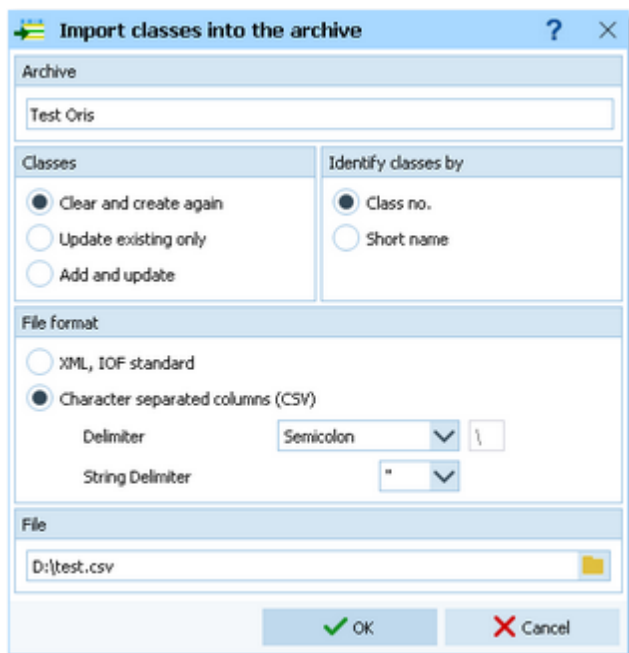 Import classes into the archive ?
Archive
Test Oris
Classes
Identify classes by
Clear and create again
Class no.
Update existing only
Short name
Add and update
File format
XML, IOF standard
Character separated columns (CSV)
Delimiter Semicolon \
String Delimiter "
File
D:\test.csv
OK Cancel